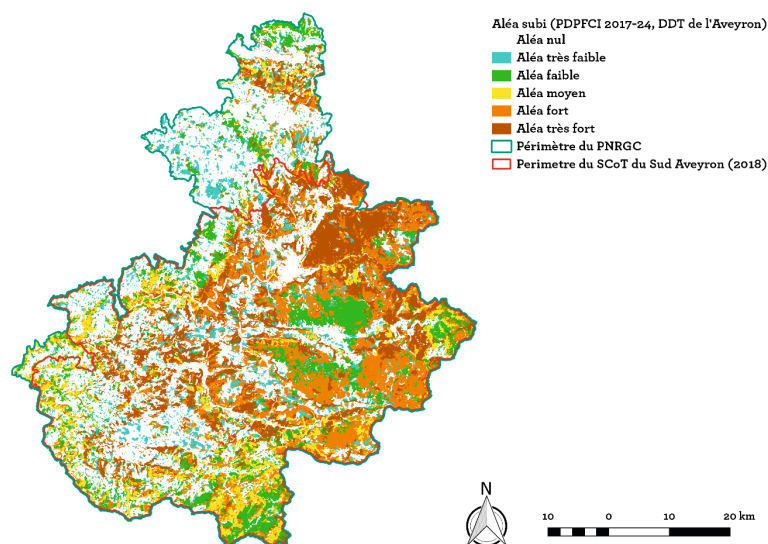 Aléa subi (PDPFCI 2017-24, DDT de l'Aveyron)
Aléa nul
Aléa très faible
Aléa faible
Aléa moyen
Aléa fort
Aléa très fort
Périmètre du PNRGC
Perimetre du SCoT du Sud Aveyron (2018)
N
10 0 10 20 km